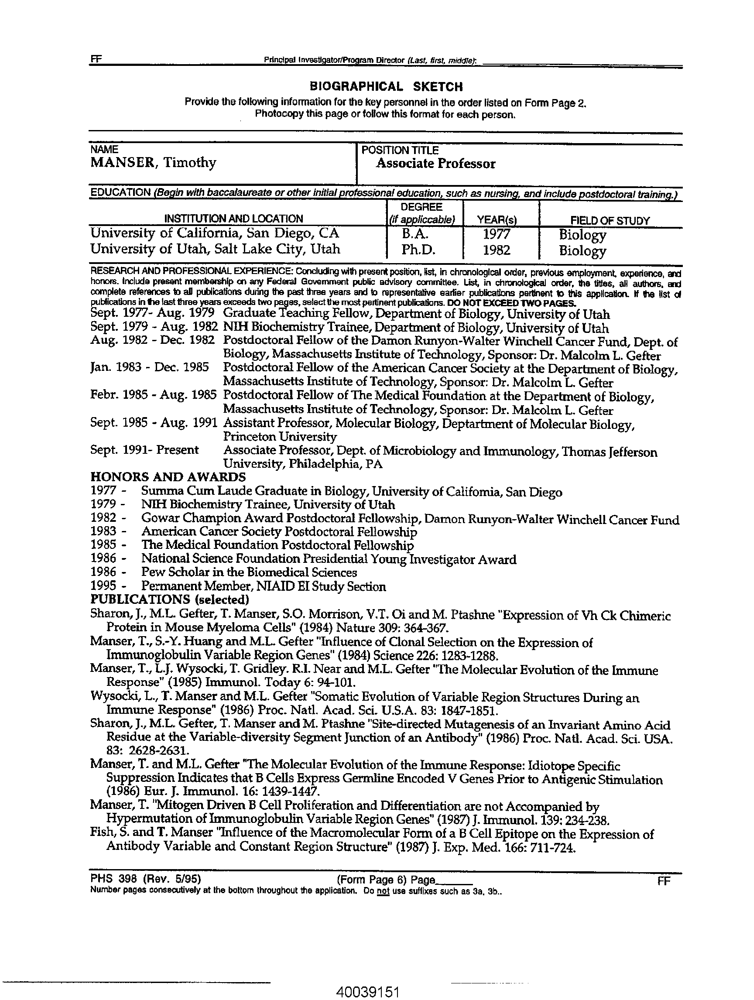 FF Principal Investigator/Program Director (Last, first, middle):
BIOGRAPHICAL SKETCH
Provide the following information for the key personnel in the order listed on Form Page 2.
Photocopy this page or follow this format for each person.
NAME POSITION TITLE
MANSER, Timothy Associate Professor
EDUCATION (Begin with baccalaureate or other initial professional education, such as nursing, and include postdoctoral training.)
INSTITUTION AND LOCATION DEGREE (if appliccable) YEAR(s) FIELD OF STUDY
University of California, San Diego, CA B.A. 1977 Biology
University of Utah, Salt Lake City, Utah Ph.D. 1982 Biology
RESEARCH AND PROFESSIONAL EXPERIENCE: Concluding with present position, list, in chronological order, previous employment, experience, and
honors. Include present membership on any Federal Government public advisory committee. List, in chronological order, the titles, all authors, and
complete references to all publications during the past three years and to representative earlier publications pertinent to this application. If the list of
publications in the last three years exceeds two pages, select the most pertinent publications. DO NOT EXCEED TWO PAGES.
Sept. 1977- Aug. 1979 Graduate Teaching Fellow, Department of Biology, University of Utah
Sept. 1979 - Aug. 1982 NIH Biochemistry Trainee, Department of Biology, University of Utah
Aug. 1982 - Dec. 1982 Postdoctoral Fellow of the Damon Runyon-Walter Winchell Cancer Fund, Dept. of
Biology, Massachusetts Institute of Technology, Sponsor: Dr. Malcolm L. Gefter
Jan. 1983 - Dec. 1985 Postdoctoral Fellow of the American Cancer Society at the Department of Biology,
Massachusetts Institute of Technology, Sponsor: Dr. Malcolm L. Gefter
Febr. 1985 - Aug. 1985 Postdoctoral Fellow of The Medical Foundation at the Department of Biology,
Massachusetts Institute of Technology, Sponsor: Dr. Malcolm L. Gefter
Sept. 1985 - Aug. 1991 Assistant Professor, Molecular Biology, Deptartment of Molecular Biology,
Princeton University
Sept. 1991- Present Associate Professor, Dept. of Microbiology and Immunology, Thomas Jefferson
University, Philadelphia, PA
HONORS AND AWARDS
1977 - Summa Cum Laude Graduate in Biology, University of California, San Diego
1979 - NIH Biochemistry Trainee, University of Utah
1982 - Gowar Champion Award Postdoctoral Fellowship, Damon Runyon-Walter Winchell Cancer Fund
1983 - American Cancer Society Postdoctoral Fellowship
1985 - The Medical Foundation Postdoctoral Fellowship
1986 - National Science Foundation Presidential Young Investigator Award
1986 - Pew Scholar in the Biomedical Sciences
1995 - Permanent Member, NIAID EI Study Section
PUBLICATIONS (selected)
Sharon, J., M.L. Gefter, T. Manser, S.O. Morrison, V.T. Oi and M. Ptashne "Expression of Vh Ck Chimeric
Protein in Mouse Myeloma Cells" (1984) Nature 309: 364-367.
Manser, T., S.-Y. Huang and M.L. Gefter "Influence of Clonal Selection on the Expression of
Immunoglobulin Variable Region Genes" (1984) Science 226: 1283-1288.
Manser, T., L.J. Wysocki, T. Gridley. R.I. Near and M.L. Gefter "The Molecular Evolution of the Immune
Response" (1985) Immunol. Today 6: 94-101.
Wysocki, L., T. Manser and M.L. Gefter "Somatic Evolution of Variable Region Structures During an
Immune Response" (1986) Proc. Natl. Acad. Sci. U.S.A. 83: 1847-1851.
Sharon, J., M.L. Gefter, T. Manser and M. Ptashne "Site-directed Mutagenesis of an Invariant Amino Acid
Residue at the Variable-diversity Segment Junction of an Antibody" (1986) Proc. Natl. Acad. Sci. USA.
83: 2628-2631.
Manser, T. and M.L. Gefter "The Molecular Evolution of the Immune Response: Idiotope Specific
Suppression Indicates that B Cells Express Germline Encoded V Genes Prior to Antigenic Stimulation
(1986) Eur. J. Immunol. 16: 1439-1447.
Manser, T. "Mitogen Driven B Cell Proliferation and Differentiation are not Accompanied by
Hypermutation of Immunoglobulin Variable Region Genes" (1987) J. Immunol. 139: 234-238.
Fish, S. and T. Manser "Influence of the Macromolecular Form of a B Cell Epitope on the Expression of
Antibody Variable and Constant Region Structure" (1987) J. Exp. Med. 166: 711-724.
PHS 398 (Rev. 5/95) (Form Page 6) Page FF
Number pages consecutively at the bottom throughout the application. Do not use suffixes such as 3a, 3b..
40039151